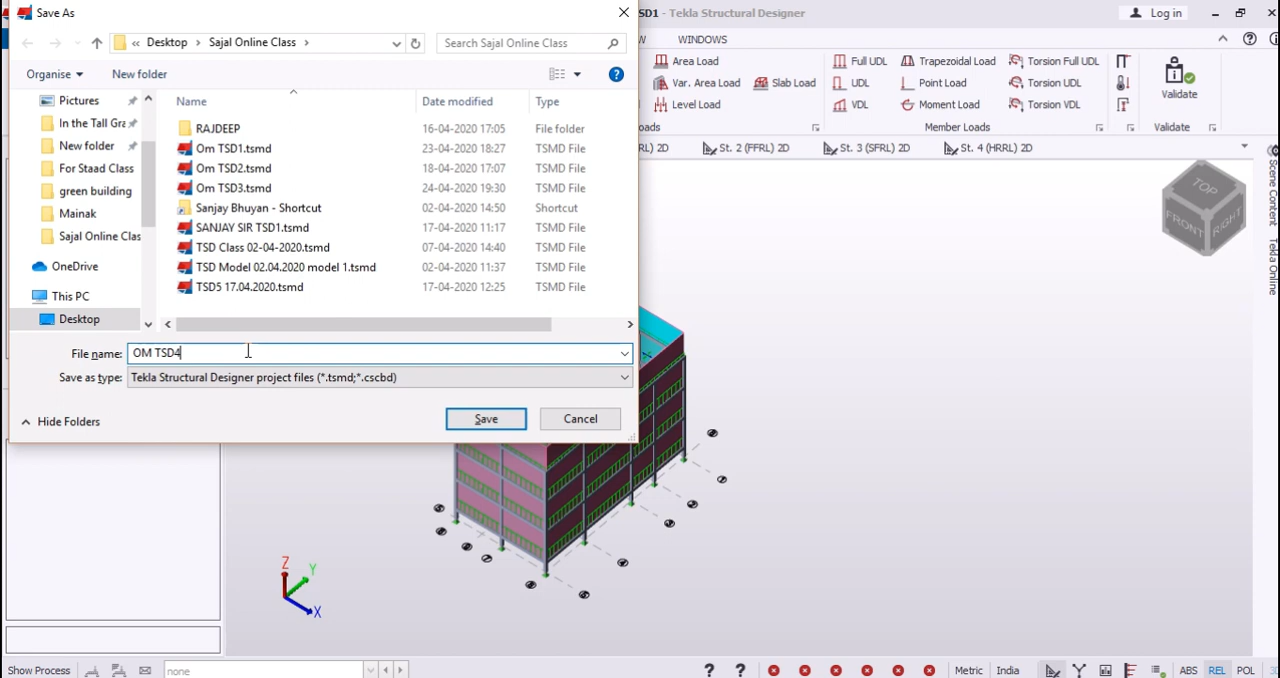 Save As
SD1 - Tekla Structural Designer
Log in
« Desktop › Sajal Online Class ›
Search Sajal Online Class
W WINDOWS
Organise New folder
Area Load
Full UDL
Trapezoidal Load
Torsion Full UDL
Var. Area Load
Slab Load
UDL
Point Load
Torsion UDL
Level Load
VDL
Moment Load
Torsion VDL
Validate
oads
Member Loads
Validate
Name Date modified Type
Pictures
In the Tall Gra
New folder
For Staad Class
green building
Mainak
Sajal Online Clas
OneDrive
This PC
Desktop
RAJDEEP 16-04-2020 17:05 File folder
Om TSD1.tsmd 23-04-2020 18:27 TSMD File
Om TSD2.tsmd 18-04-2020 17:07 TSMD File
Om TSD3.tsmd 24-04-2020 19:30 TSMD File
Sanjay Bhuyan - Shortcut 02-04-2020 14:50 Shortcut
SANJAY SIR TSD1.tsmd 17-04-2020 11:17 TSMD File
TSD Class 02-04-2020.tsmd 07-04-2020 14:40 TSMD File
TSD Model 02.04.2020 model 1.tsmd 02-04-2020 11:37 TSMD File
TSD5 17.04.2020.tsmd 17-04-2020 12:25 TSMD File
RL) 2D St. 2 (FFRL) 2D St. 3 (SFRL) 2D St. 4 (HRRL) 2D
TOP
FRONT
RIGHT
Scene Content
Tekla Online
File name: OM TSD4
Save as type: Tekla Structural Designer project files (*.tsmd;*.cscbd)
Hide Folders
Save Cancel
Z
Y
X
Show Process
none
Metric India
ABS REL POL